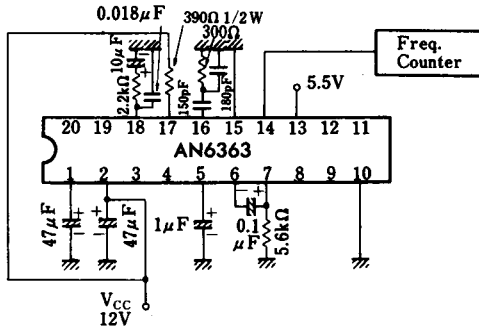 0.018μF
390Ω 1/2W
300Ω
10μF
+
2.2kΩ
150pF
180pF
Freq.
Counter
5.5V
20 19 18 17 16 15 14 13 12 11
AN6363
1 2 3 4 5 6 7 8 9 10
47μF
+
−
+
−
47μF
1μF
+
−
− +
0.1
μF
5.6kΩ
VCC
12V